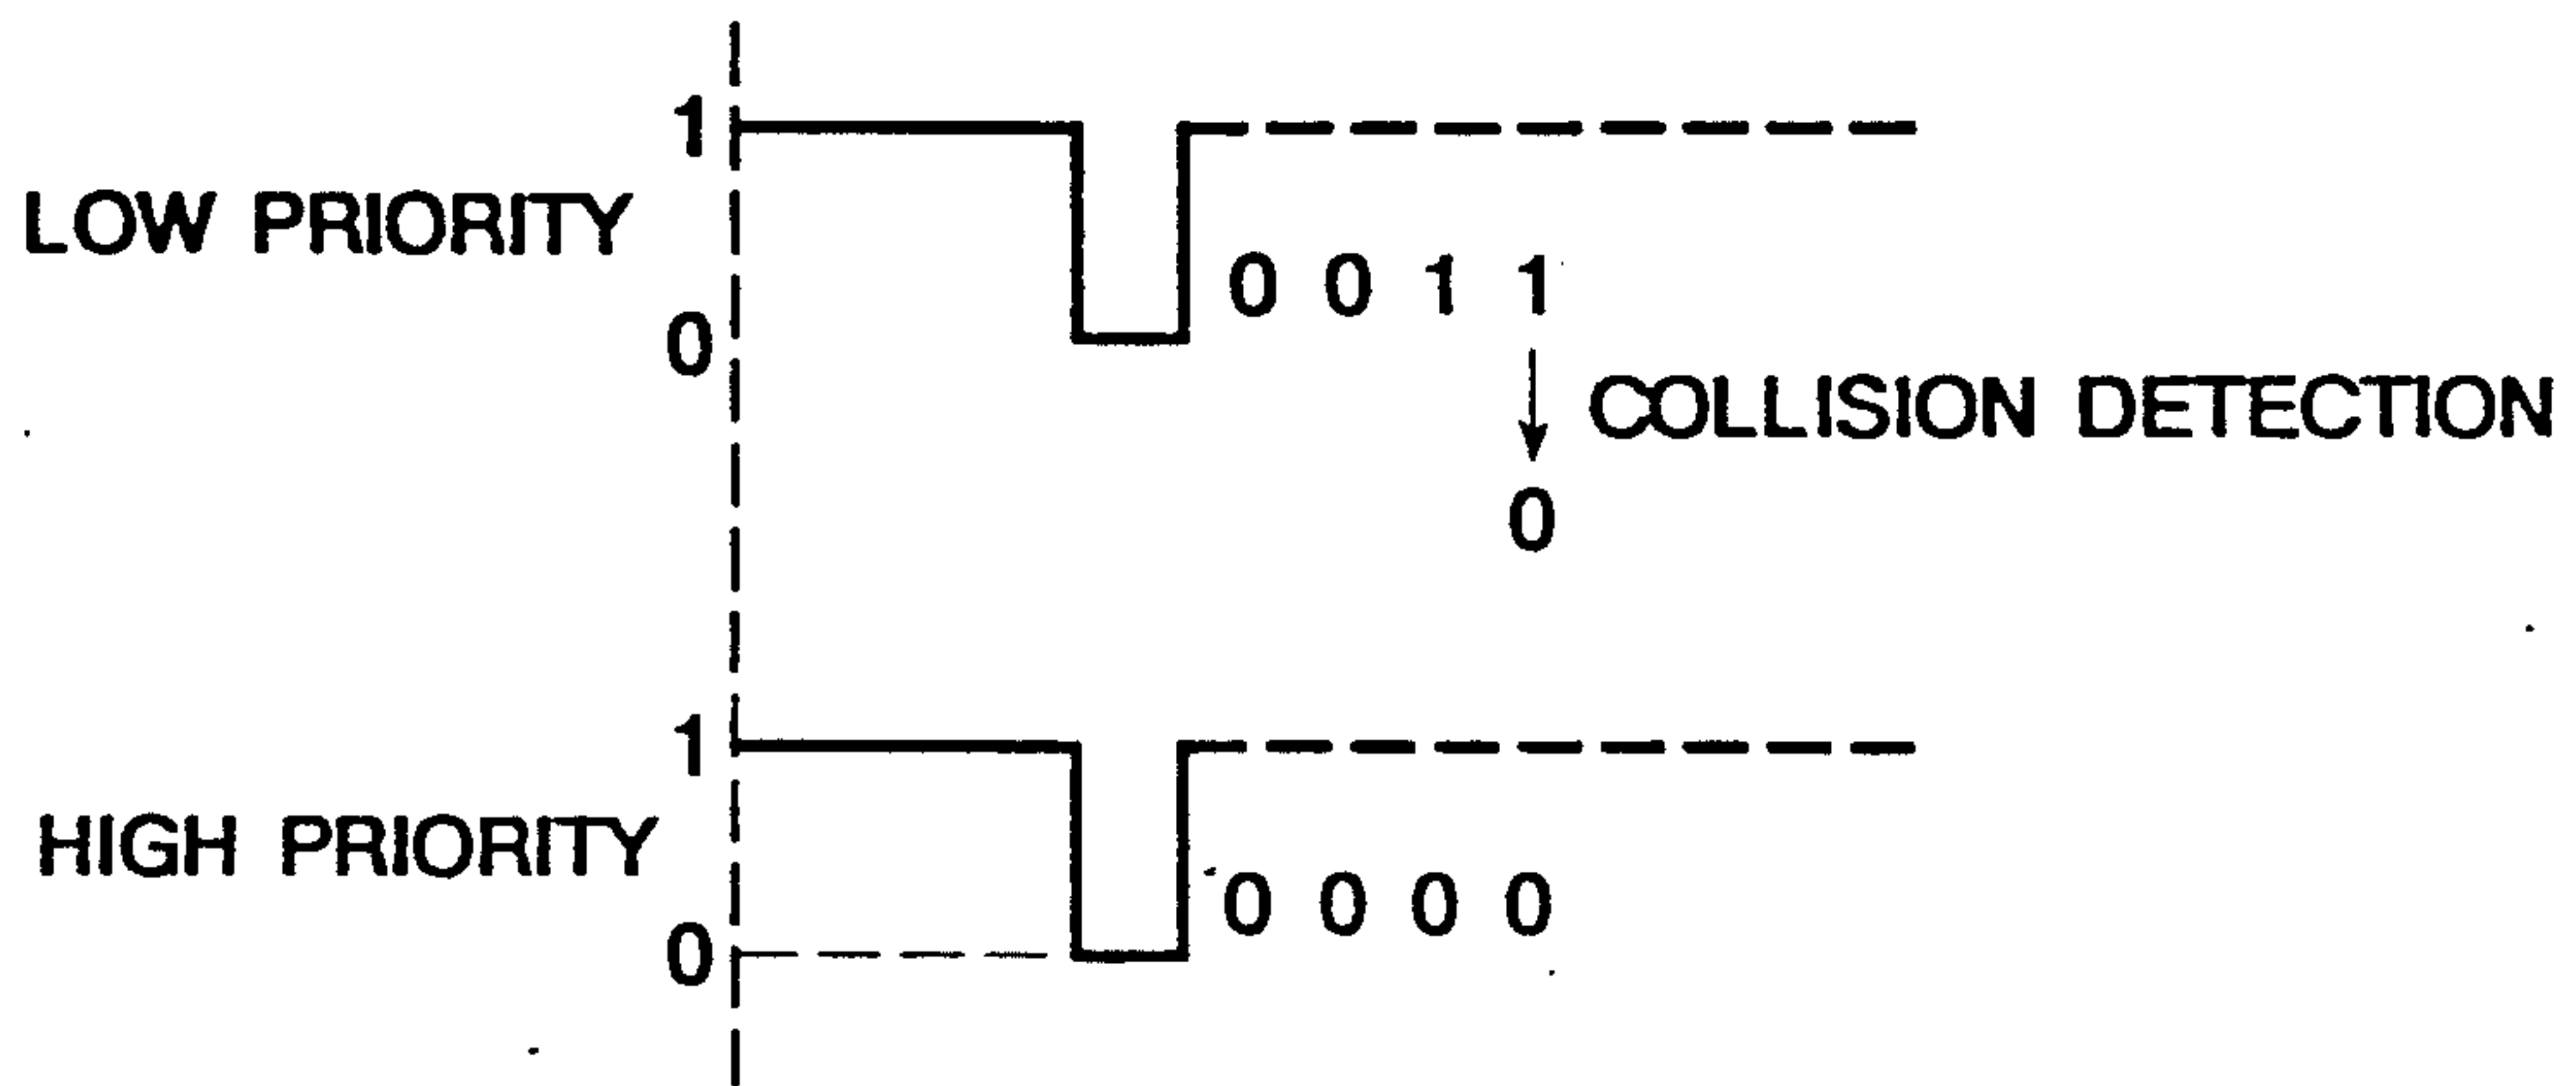 1
LOW PRIORITY
0
0 0 1 1
COLLISION DETECTION
0
1
HIGH PRIORITY
0
0 0 0 0